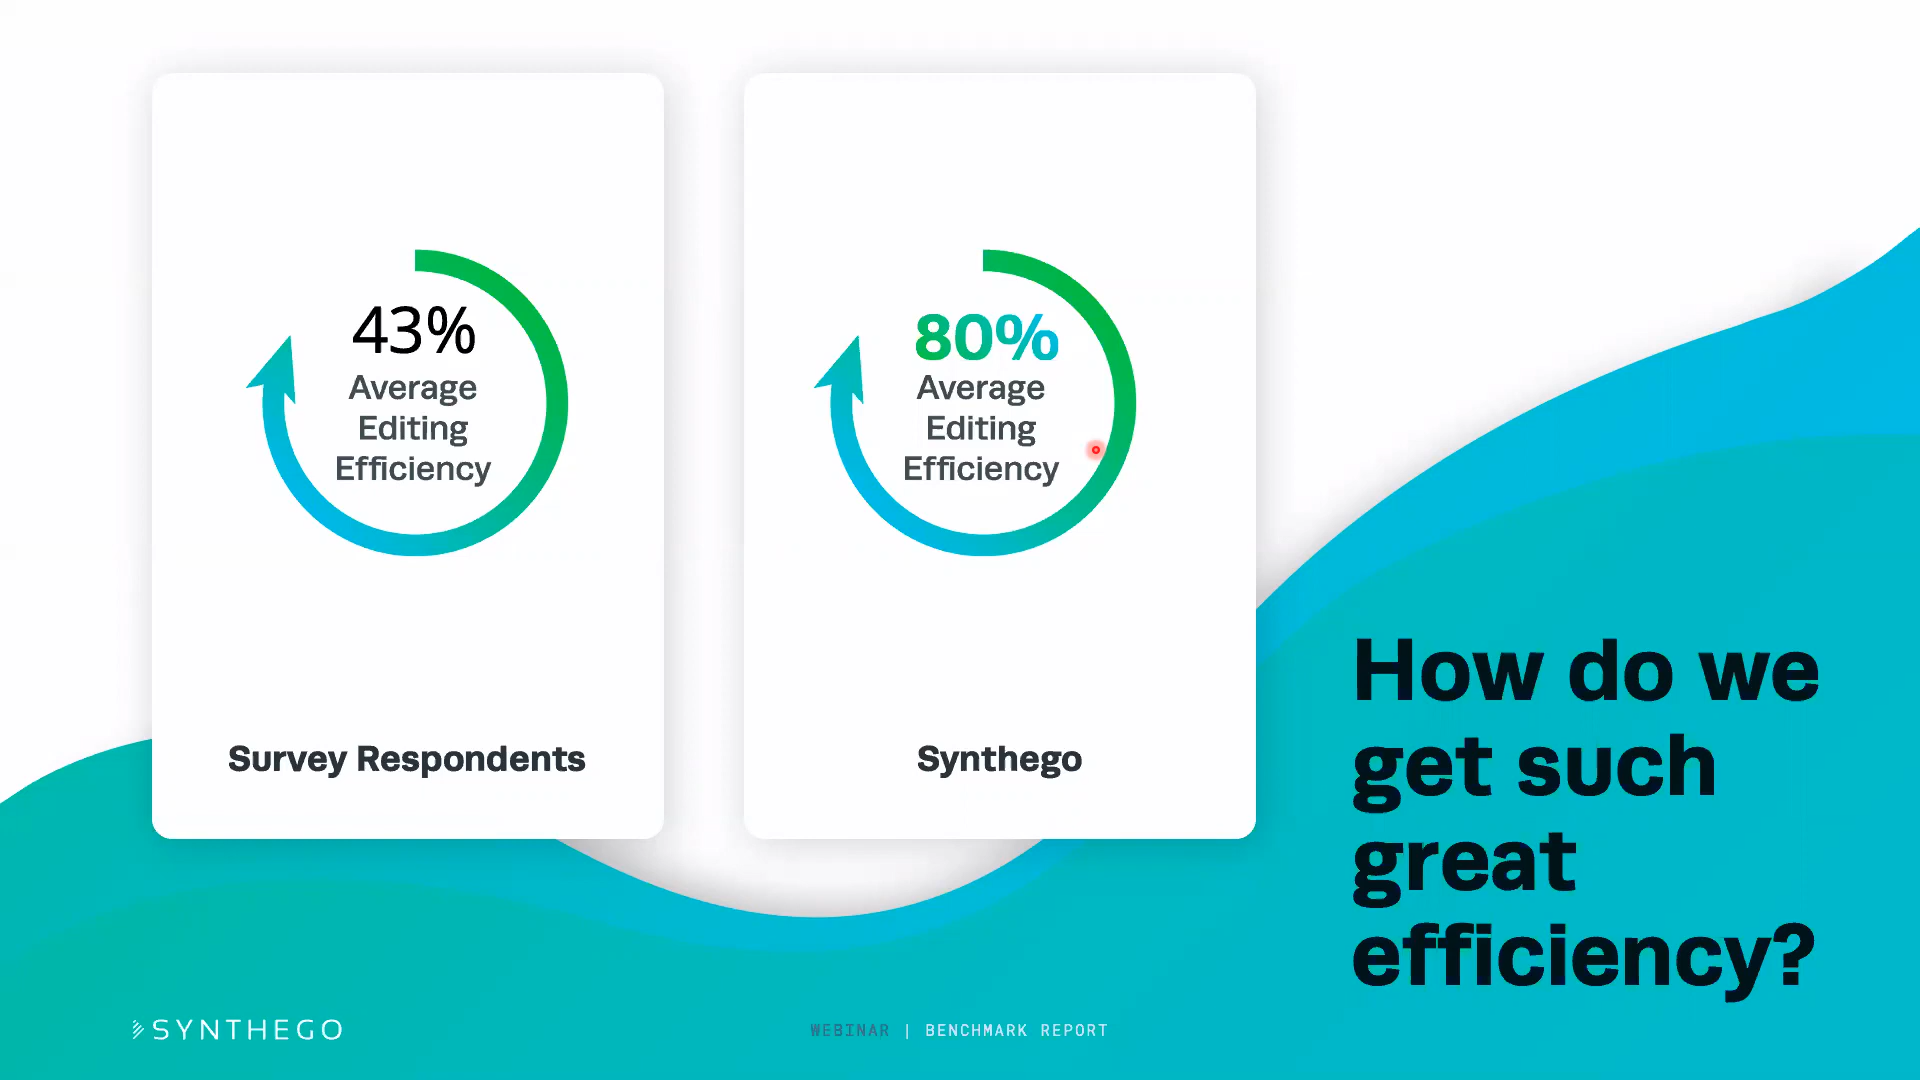 43%
Average
Editing
Efficiency
Survey Respondents
80%
Average
Editing
Efficiency
Synthego
How do we
get such
great
efficiency?
SYNTHEGO
WEBINAR | BENCHMARK REPORT